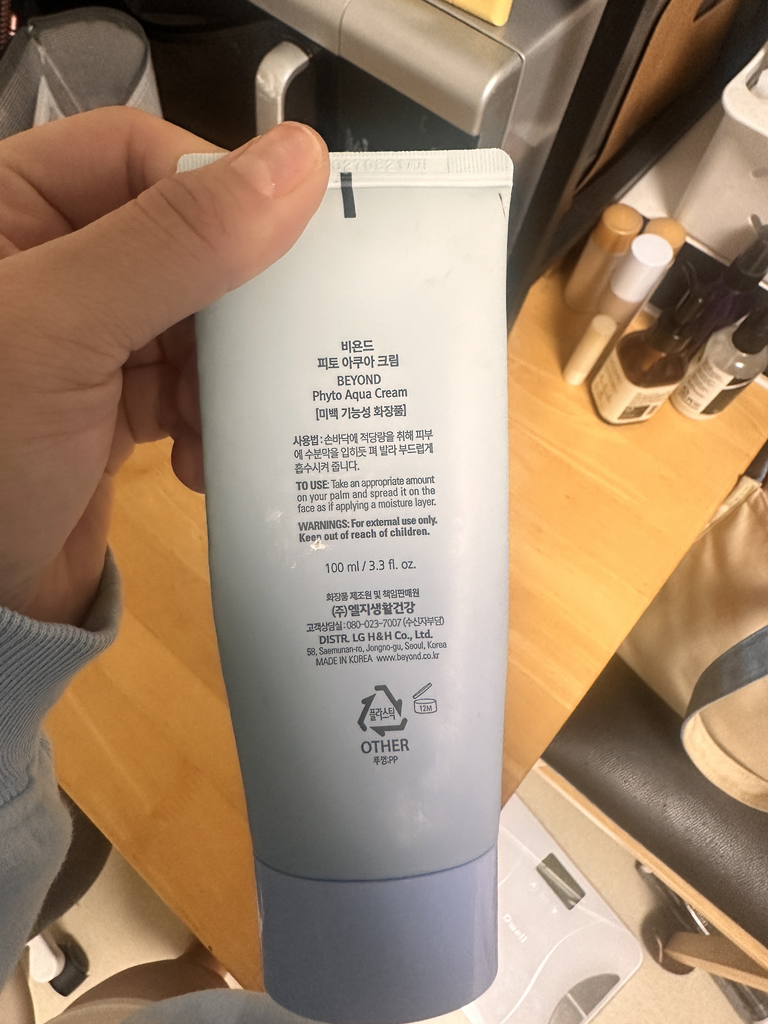 비욘드
피토 아쿠아 크림
BEYOND
Phyto Aqua Cream
[미백 기능성 화장품]
사용법 : 손바닥에 적당량을 취해 피부
에 수분막을 입히듯 펴 발라 부드럽게
흡수시켜 줍니다.
TO USE: Take an appropriate amount
on your palm and spread it on the
face as if applying a moisture layer.
WARNINGS: For external use only.
Keep out of reach of children.
100 ml / 3.3 fl. oz.
화장품 제조원 및 책임판매원
(주)엘지생활건강
고객상담실 : 080-023-7007 (수신자부담)
DISTR. LG H&H Co., Ltd.
58, Saemunan-ro, Jongno-gu, Seoul, Korea
MADE IN KOREA www.beyond.co.kr
플라스틱
12M
OTHER
뚜껑:PP
Dwell